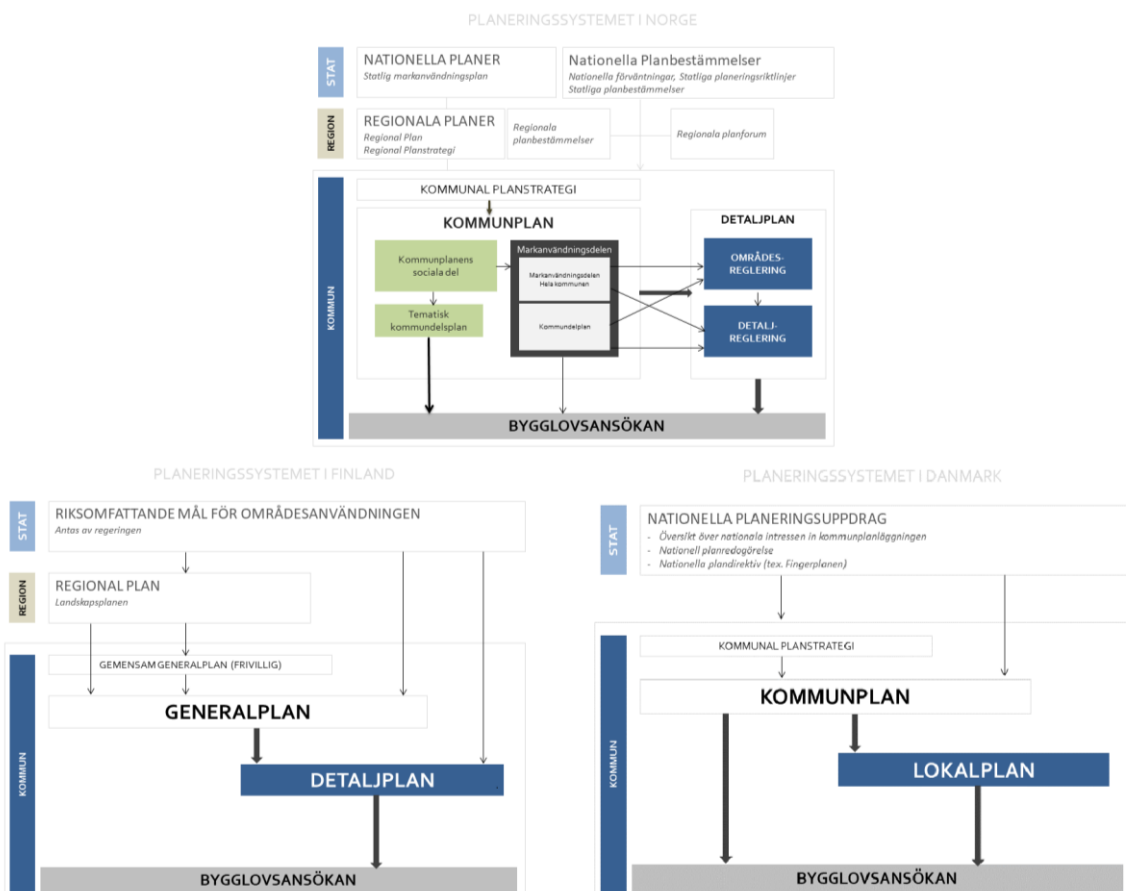 PLANERINGSSYSTEMET I NORGE
STAT
NATIONELLA PLANER
Statlig markanvändningsplan
Nationella Planbestämmelser
Nationella förväntningar, Statliga planeringsriktlinjer
Statliga planbestämmelser
REGION
REGIONALA PLANER
Regional Plan
Regional Planstrategi
Regionala
planbestämmelser
Regionala planforum
KOMMUN
KOMMUNAL PLANSTRATEGI
KOMMUNPLAN
Kommunplanens
sociala del
Tematisk
kommundelsplan
Markanvändningsdelen
Markanvändningsdelen
Hela kommunen
Kommundelplan
DETALJPLAN
OMRÅDES-
REGLERING
DETALJ-
REGLERING
BYGGLOVSANSÖKAN
PLANERINGSSYSTEMET I FINLAND
STAT
RIKSOMFATTANDE MÅL FÖR OMRÅDESANVÄNDNINGEN
Antas av regeringen
REGION
REGIONAL PLAN
Landskapsplanen
KOMMUN
GEMENSAM GENERALPLAN (FRIVILLIG)
GENERALPLAN
DETALJPLAN
BYGGLOVSANSÖKAN
PLANERINGSSYSTEMET I DANMARK
STAT
NATIONELLA PLANERINGSUPPDRAG
- Översikt över nationala intressen in kommunplanläggningen
- Nationell planredogörelse
- Nationella plandirektiv (tex. Fingerplanen)
KOMMUN
KOMMUNAL PLANSTRATEGI
KOMMUNPLAN
LOKALPLAN
BYGGLOVSANSÖKAN